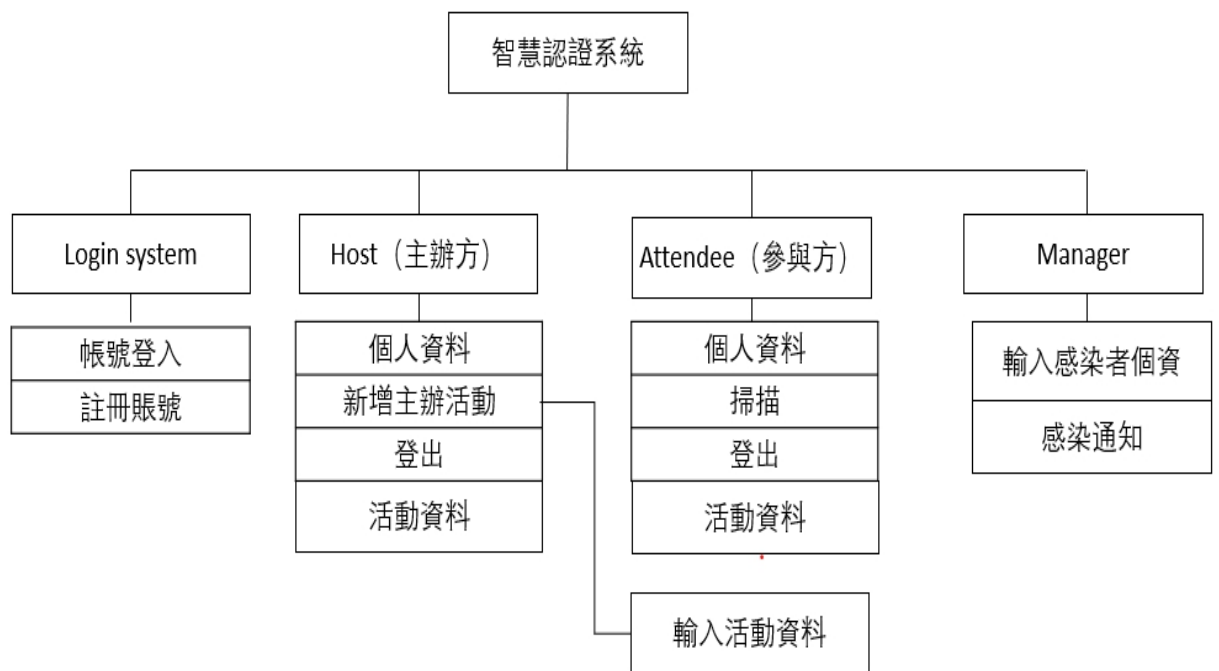 智慧認證系統
Login system
Host（主辦方）
Attendee（參與方）
Manager
帳號登入
註冊賬號
個人資料
新增主辦活動
登出
活動資料
個人資料
掃描
登出
活動資料
輸入感染者個資
感染通知
輸入活動資料